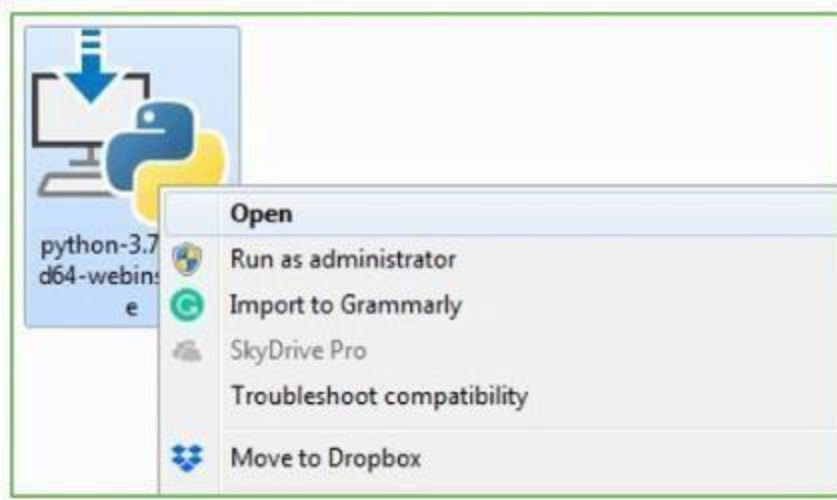 python-3.7
d64-webins
e
Open
Run as administrator
Import to Grammarly
SkyDrive Pro
Troubleshoot compatibility
Move to Dropbox